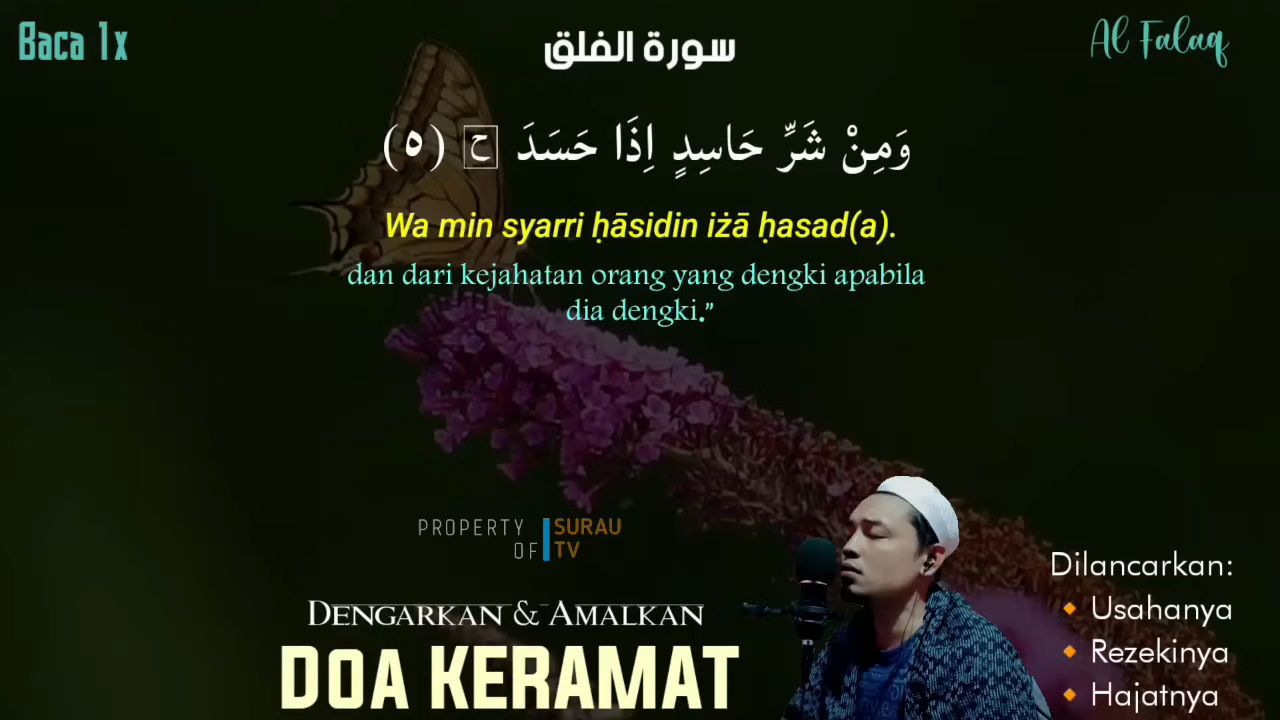 Baca 1x
سورة الفلق
Al Falaq
وَمِنْ شَرِّ حَاسِدٍ اِذَا حَسَدَ ࣖ ح (٥)
Wa min syarri ḥāsidin iżā ḥasad(a).
dan dari kejahatan orang yang dengki apabila
dia dengki.”
PROPERTY OF SURAU TV
DENGARKAN & AMALKAN
DOA KERAMAT
Dilancarkan:
🔸 Usahanya
🔸 Rezekinya
🔸 Hajatnya